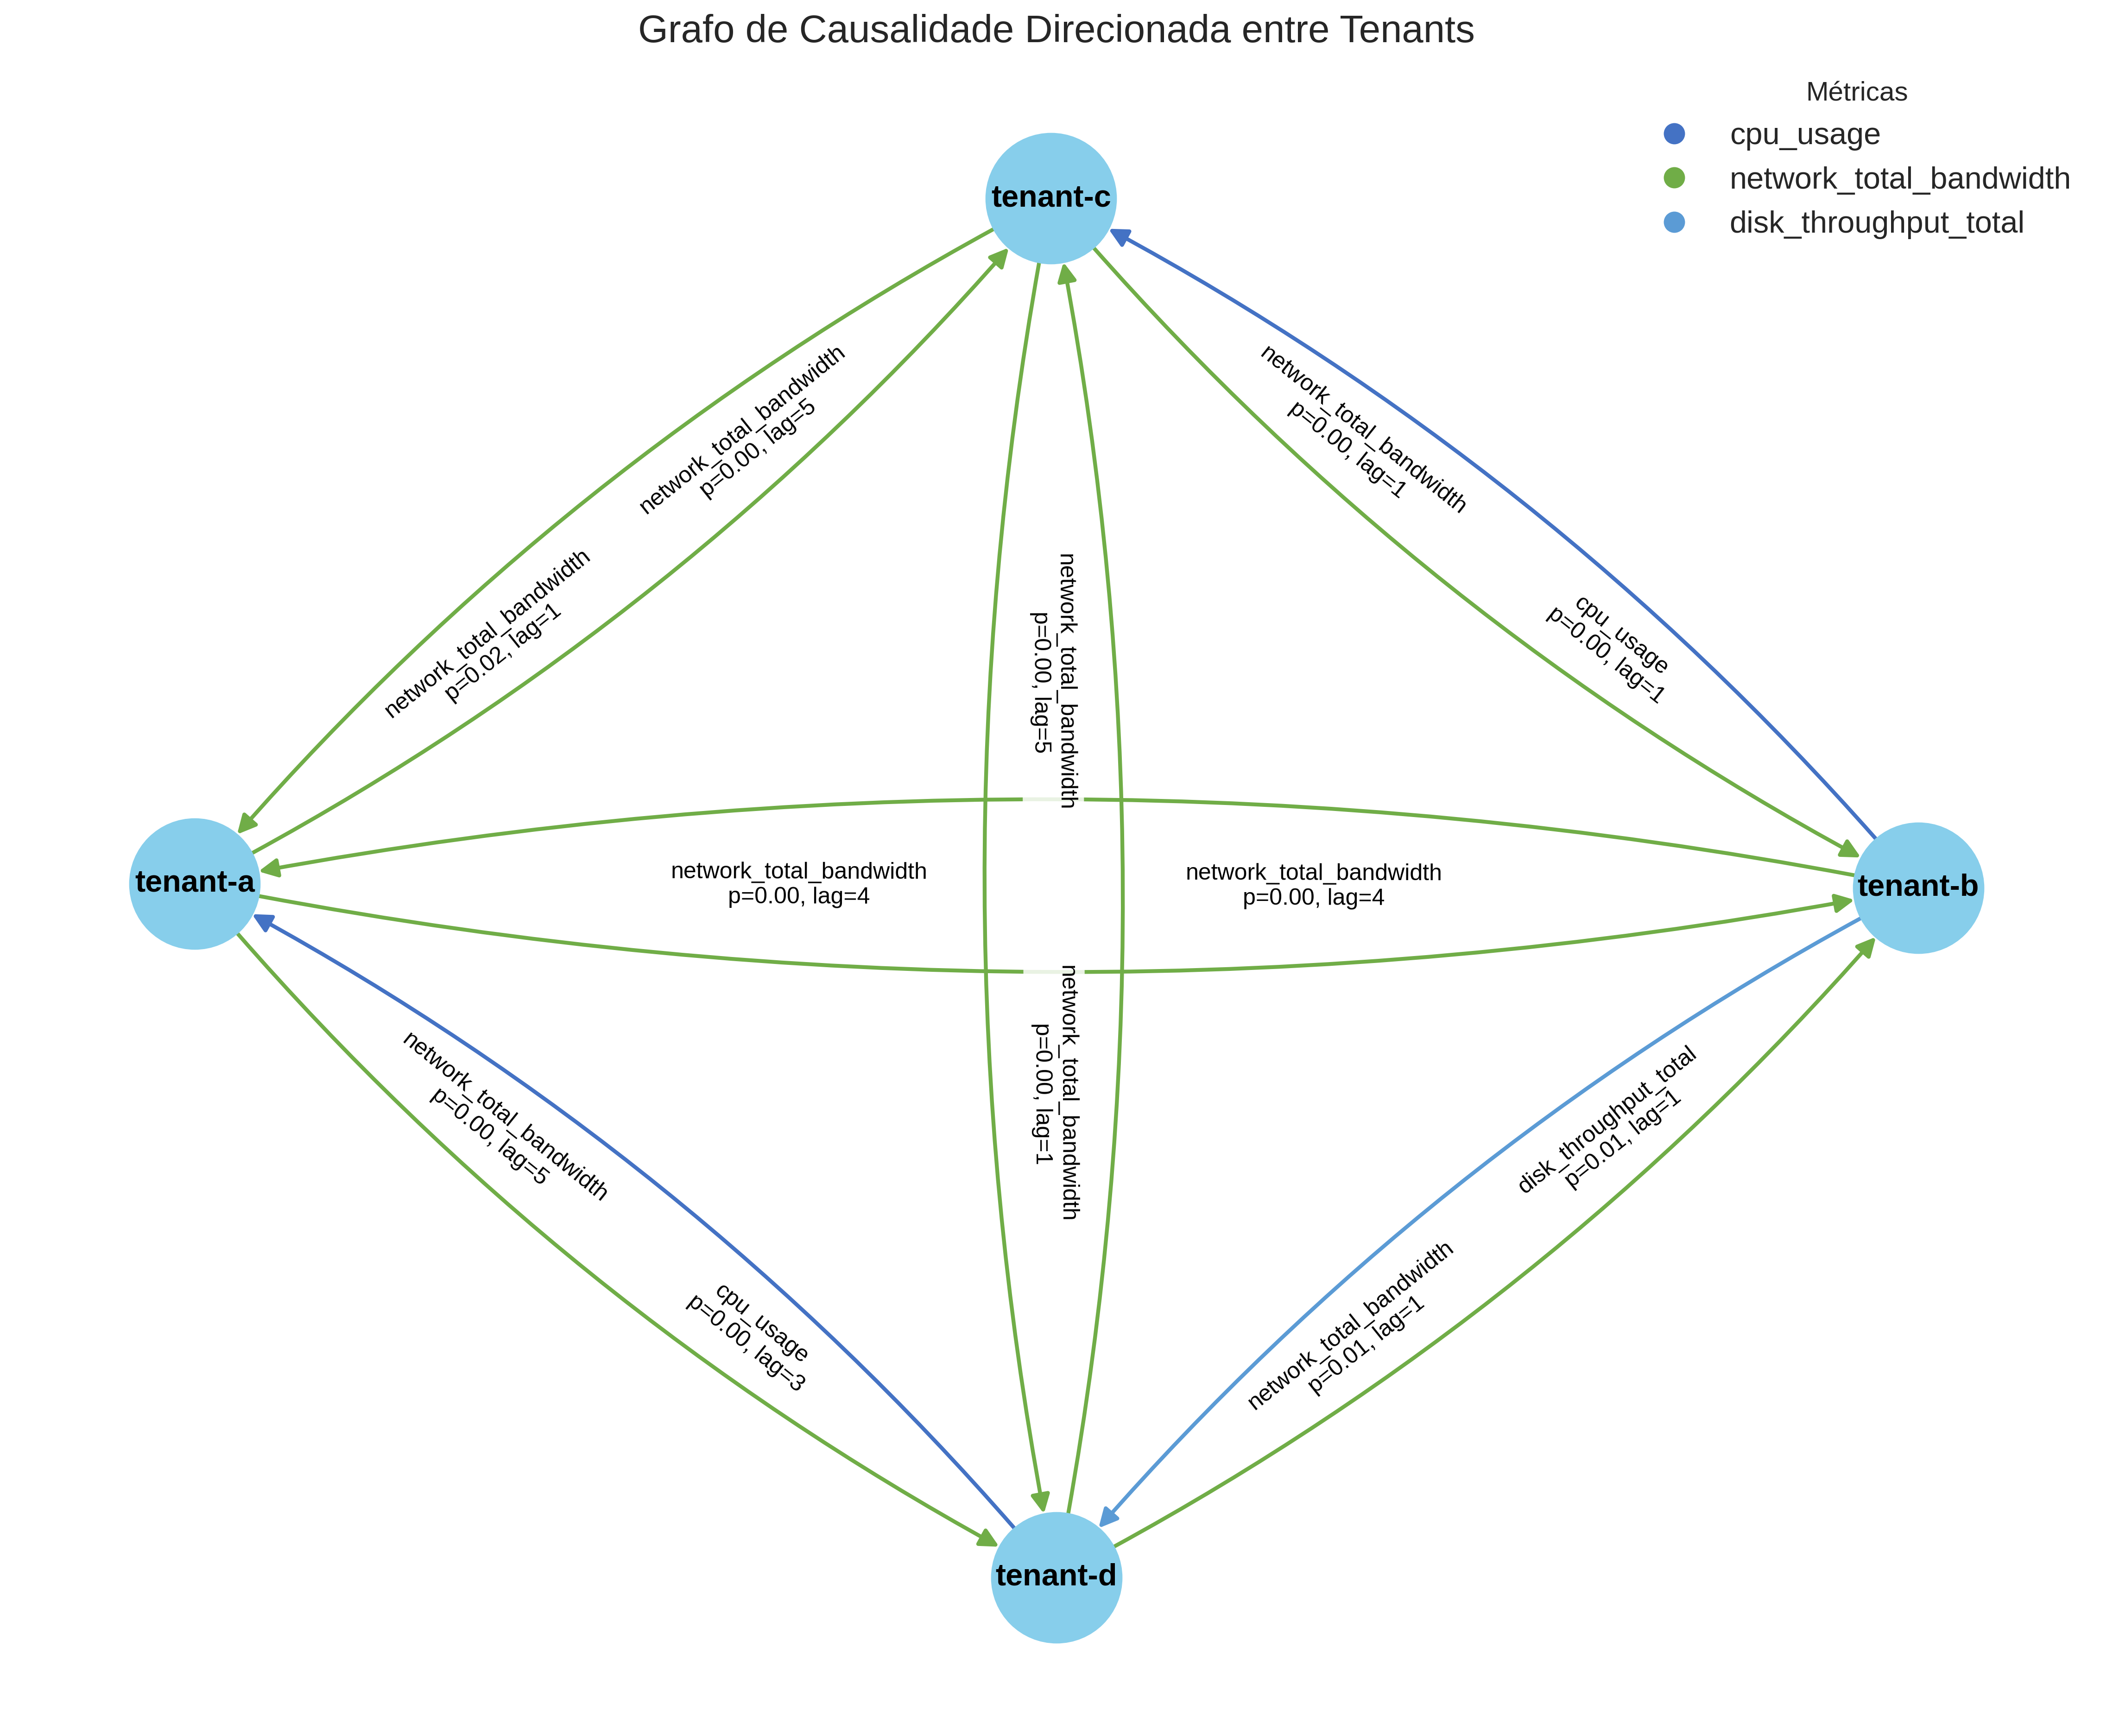 Grafo de Causalidade Direcionada entre Tenants
Métricas
cpu_usage
network_total_bandwidth
disk_throughput_total
tenant-c
network_total_bandwidth
p=0.00, lag=5
network_total_bandwidth
p=0.00, lag=1
network_total_bandwidth
p=0.02, lag=1
network_total_bandwidth
p=0.00, lag=5
cpu_usage
p=0.00, lag=1
tenant-a
network_total_bandwidth
p=0.00, lag=4
network_total_bandwidth
p=0.00, lag=4
tenant-b
network_total_bandwidth
p=0.00, lag=5
network_total_bandwidth
p=0.00, lag=1
disk_throughput_total
p=0.01, lag=1
cpu_usage
p=0.00, lag=3
network_total_bandwidth
p=0.01, lag=1
tenant-d